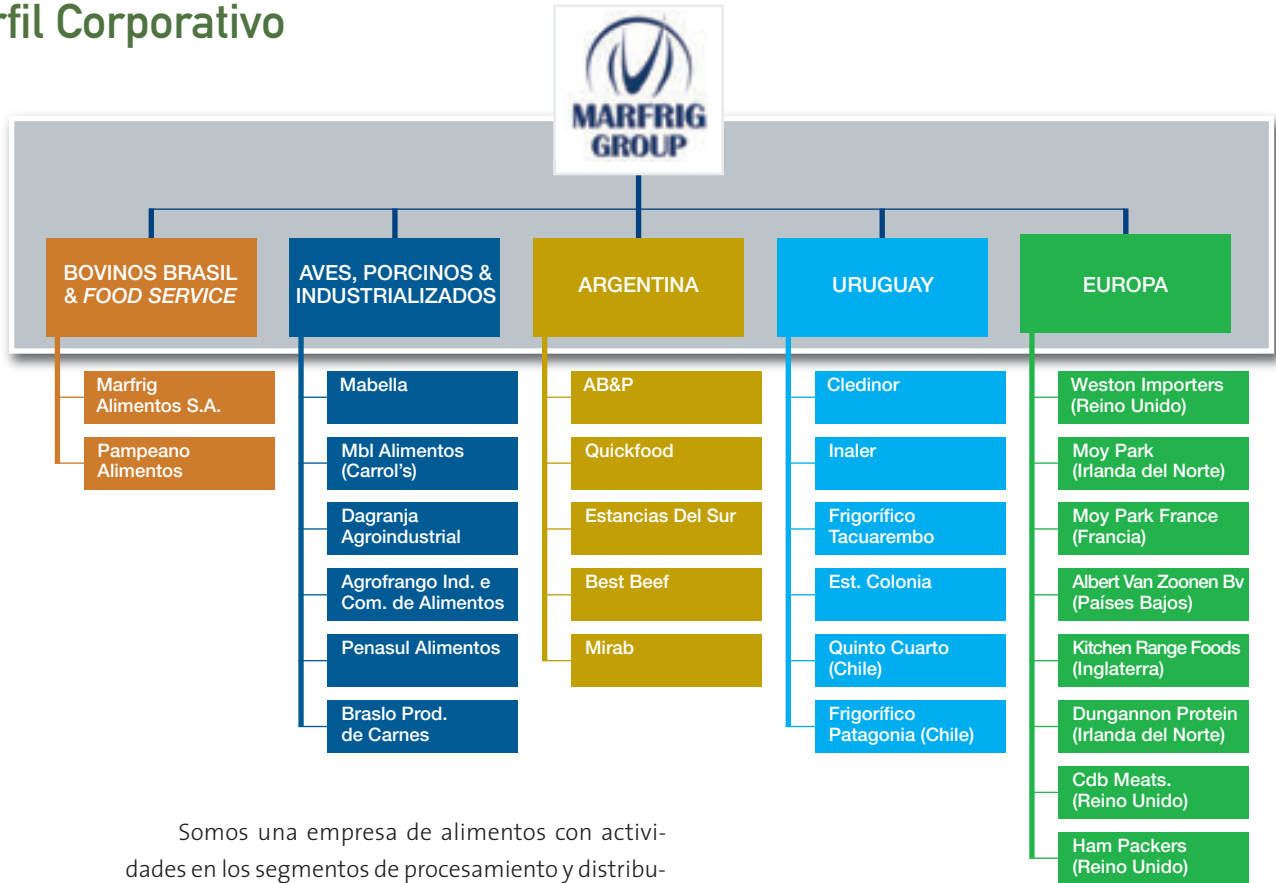 rfil Corporativo
MARFRIG
GROUP
BOVINOS BRASIL
& FOOD SERVICE
Marfrig
Alimentos S.A.
Pampeano
Alimentos
AVES, PORCINOS &
INDUSTRIALIZADOS
Mabella
Mbl Alimentos
(Carrol's)
Dagranja
Agroindustrial
Agrofrango Ind. e
Com. de Alimentos
Penasul Alimentos
Braslo Prod.
de Carnes
ARGENTINA
AB&P
Quickfood
Estancias Del Sur
Best Beef
Mirab
URUGUAY
Cledinor
Inaler
Frigorífico
Tacuarembo
Est. Colonia
Quinto Cuarto
(Chile)
Frigorífico
Patagonia (Chile)
EUROPA
Weston Importers
(Reino Unido)
Moy Park
(Irlanda del Norte)
Moy Park France
(Francia)
Albert Van Zoonen Bv
(Países Bajos)
Kitchen Range Foods
(Inglaterra)
Dungannon Protein
(Irlanda del Norte)
Cdb Meats.
(Reino Unido)
Ham Packers
(Reino Unido)
Somos una empresa de alimentos con activi-
dades en los segmentos de procesamiento y distribu-